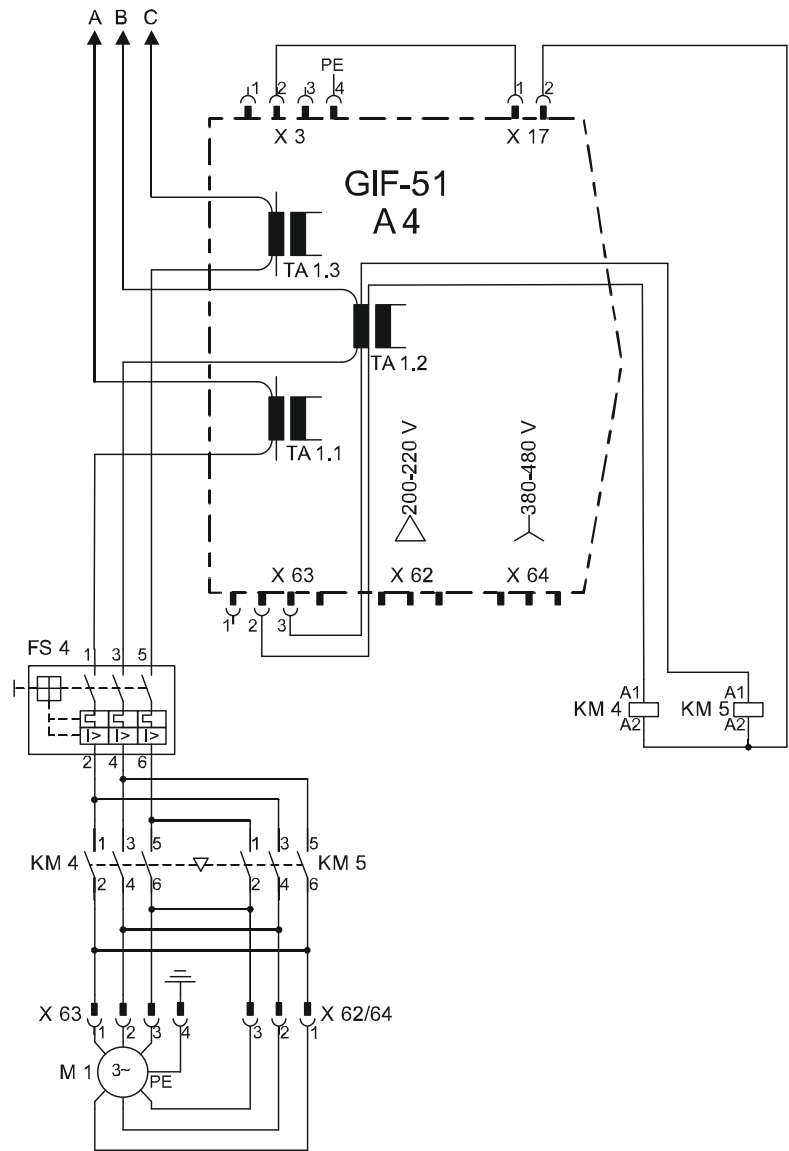 A B C
PE
1 2 3 4 1 2
X 3 X 17
GIF-51
A 4
TA 1.3
TA 1.2
TA 1.1
200-220 V 380-480 V
X 63 X 62 X 64
1 2 3
FS 4
1 3 5
I> I> I>
2 4 6
A1 A1
KM 4 KM 5
A2 A2
1 3 5 1 3 5
KM 4 KM 5
2 4 6 2 4 6
X 63 X 62/64
1 2 3 4 3 2 1
M 1 3~ PE